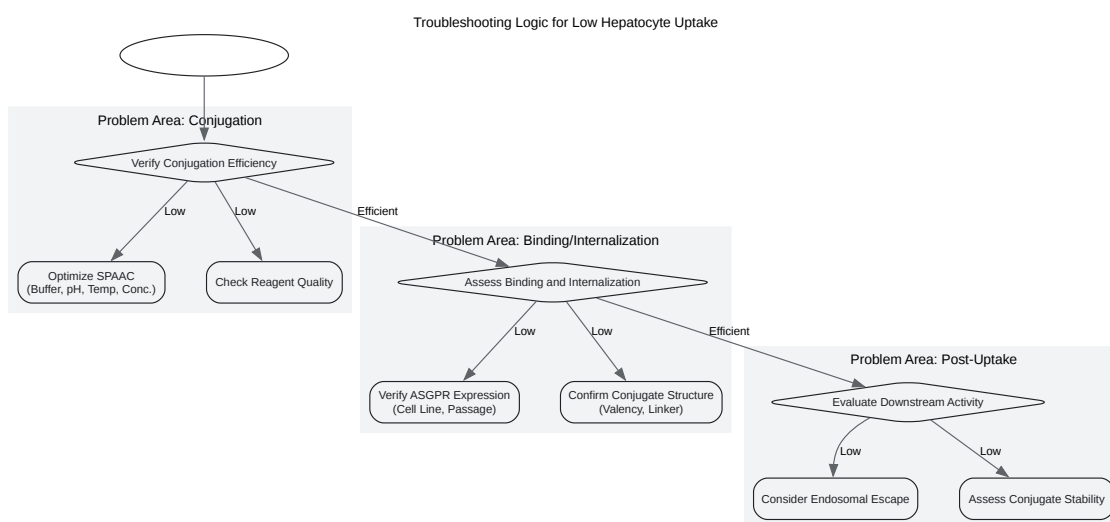 Troubleshooting Logic for Low Hepatocyte Uptake
Problem Area: Conjugation
Verify Conjugation Efficiency
Low
Low
Efficient
Optimize SPAAC
(Buffer, pH, Temp, Conc.)
Check Reagent Quality
Problem Area: Binding/Internalization
Assess Binding and Internalization
Low
Low
Efficient
Verify ASGPR Expression
(Cell Line, Passage)
Confirm Conjugate Structure
(Valency, Linker)
Problem Area: Post-Uptake
Evaluate Downstream Activity
Low
Low
Consider Endosomal Escape
Assess Conjugate Stability